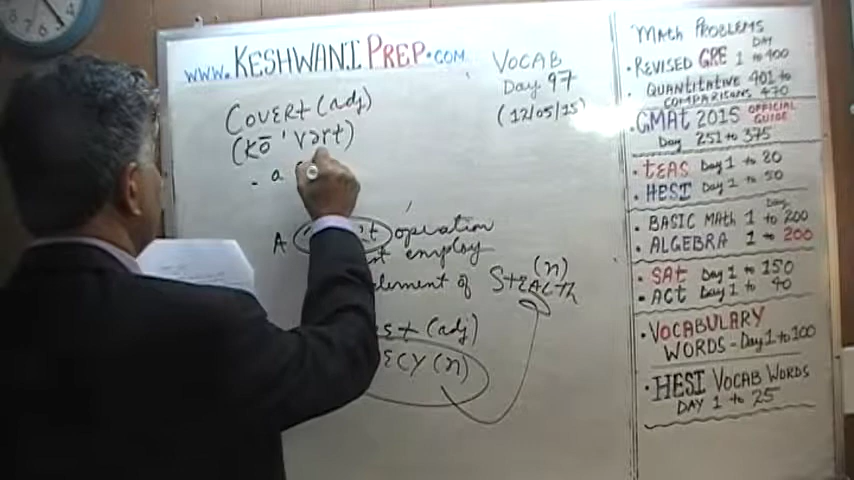 www.KESHWANI PREP.com
VOCAB
Day 97
(12/05/15)
COVERt (adj)
(kō'vərt)
- a
A operation
employ
element of StEALth
(n)
(adj)
(n)
MAtH PROBLEMS
• REVISED GRE DAY 1 to 400
• QUANTITATIVE COMPARISONS 401 to 470
• GMAt 2015 OFFICIAL GUIDE
Day 251 to 375
• tEAS Day 1 to 80
• HESI Day 1 to 50
• BASIC MAtH Day 1 to 200
• ALGEBRA 1 to 200
• SAt Day 1 to 150
• ACt Day 1 to 40
• VOCABULARY
WORDS - Day 1 to 100
• HESI VOCAB WORDS
DAY 1 to 25